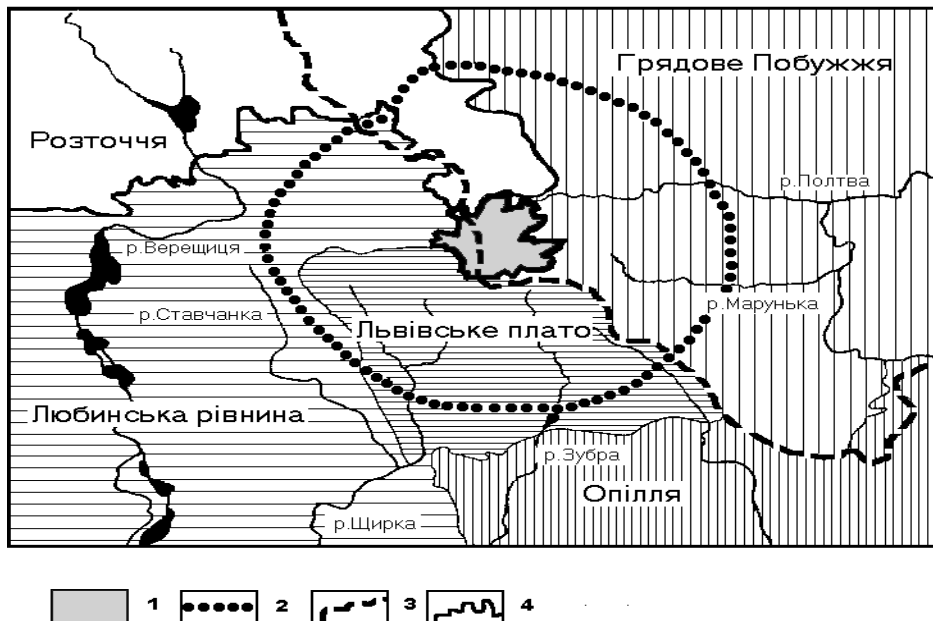 Грядове Побужжя
Розточчя
р.Полтва
р.Верещиця
р.Марунька
р.Ставчанка
Львівське плато
Любинська рівнина
р.Зубра
Опілля
р.Щирка
1 2 3 4